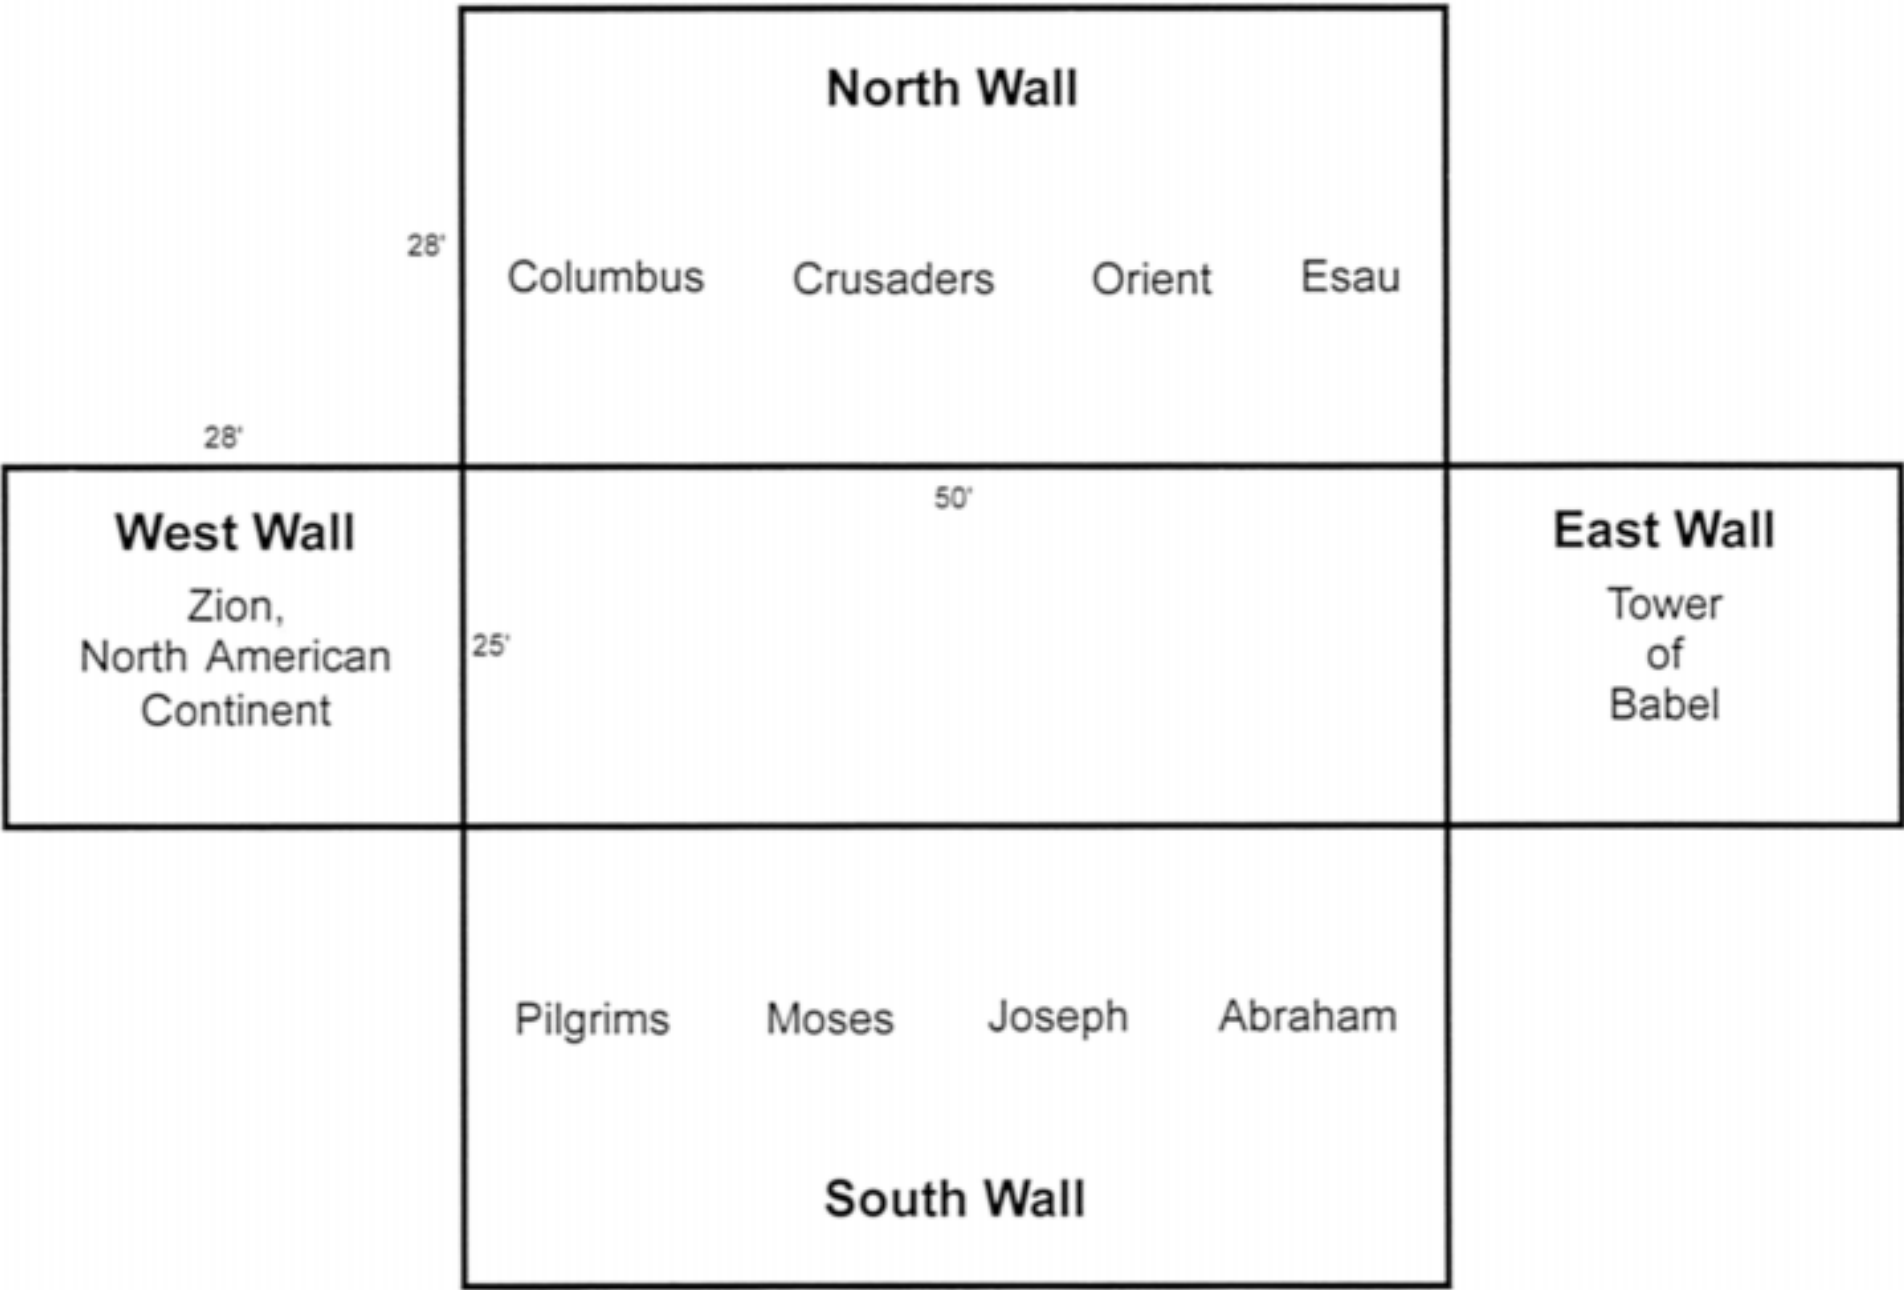 North Wall
28'
Columbus Crusaders Orient Esau
28'
50'
West Wall
Zion,
North American
Continent
25'
East Wall
Tower
of
Babel
Pilgrims Moses Joseph Abraham
South Wall